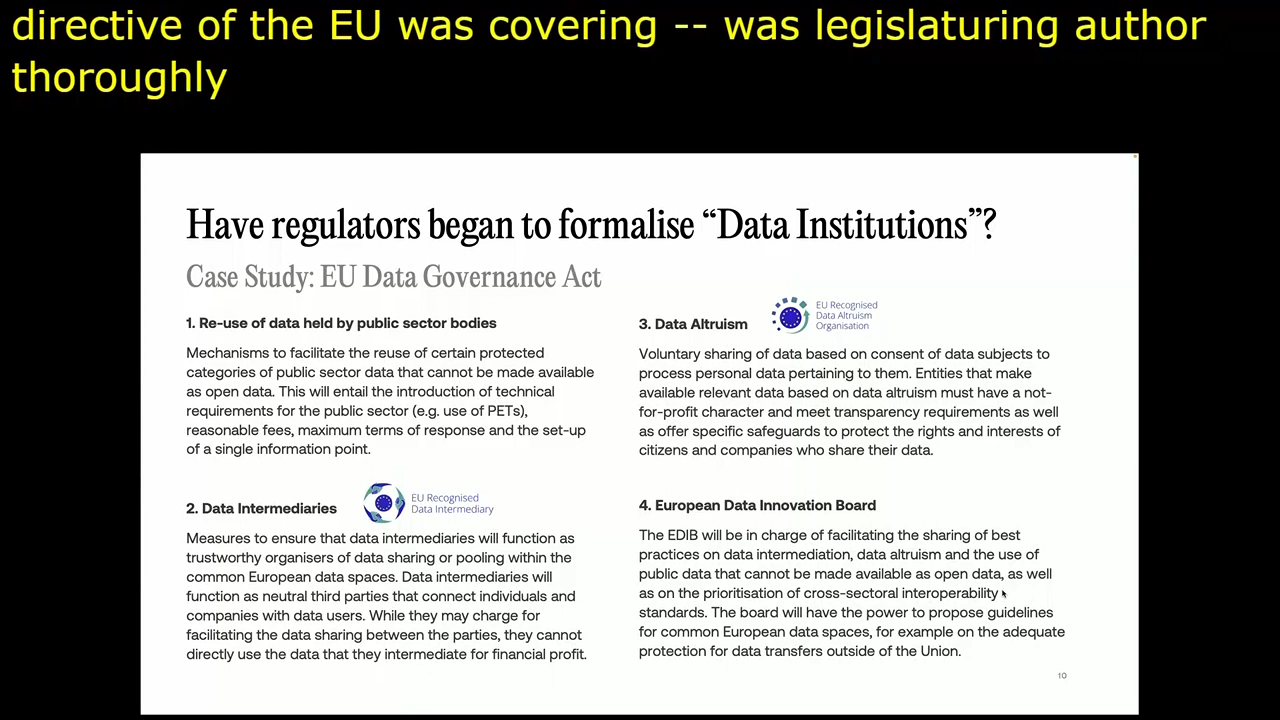 directive of the EU was covering -- was legislaturing author
thoroughly
Have regulators began to formalise “Data Institutions”?
Case Study: EU Data Governance Act
1. Re-use of data held by public sector bodies
Mechanisms to facilitate the reuse of certain protected
categories of public sector data that cannot be made available
as open data. This will entail the introduction of technical
requirements for the public sector (e.g. use of PETs),
reasonable fees, maximum terms of response and the set-up
of a single information point.
2. Data Intermediaries
EU Recognised
Data Intermediary
Measures to ensure that data intermediaries will function as
trustworthy organisers of data sharing or pooling within the
common European data spaces. Data intermediaries will
function as neutral third parties that connect individuals and
companies with data users. While they may charge for
facilitating the data sharing between the parties, they cannot
directly use the data that they intermediate for financial profit.
3. Data Altruism
EU Recognised
Data Altruism
Organisation
Voluntary sharing of data based on consent of data subjects to
process personal data pertaining to them. Entities that make
available relevant data based on data altruism must have a not-
for-profit character and meet transparency requirements as well
as offer specific safeguards to protect the rights and interests of
citizens and companies who share their data.
4. European Data Innovation Board
The EDIB will be in charge of facilitating the sharing of best
practices on data intermediation, data altruism and the use of
public data that cannot be made available as open data, as well
as on the prioritisation of cross-sectoral interoperability
standards. The board will have the power to propose guidelines
for common European data spaces, for example on the adequate
protection for data transfers outside of the Union.
10